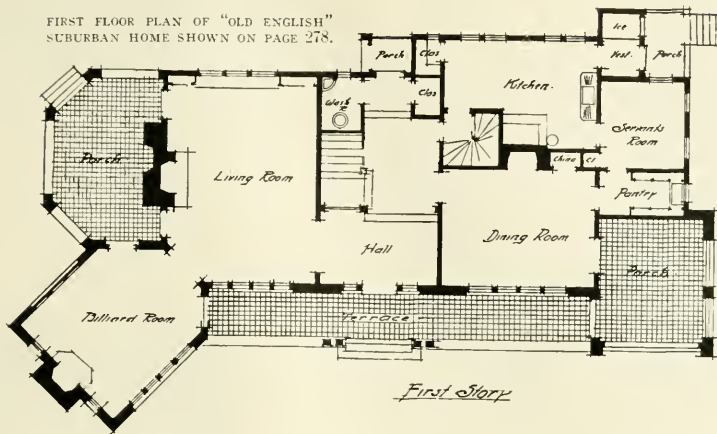 FIRST FLOOR PLAN OF "OLD ENGLISH"
SUBURBAN HOME SHOWN ON PAGE 278.
Porch
Clos
Ice
Vest.
Porch
Kitchen
Clos
Wash
Servants
Room
Porch
Living Room
China
Cl
Pantry
Hall
Dining Room
Porch
Billiard Room
Terrace
First Story